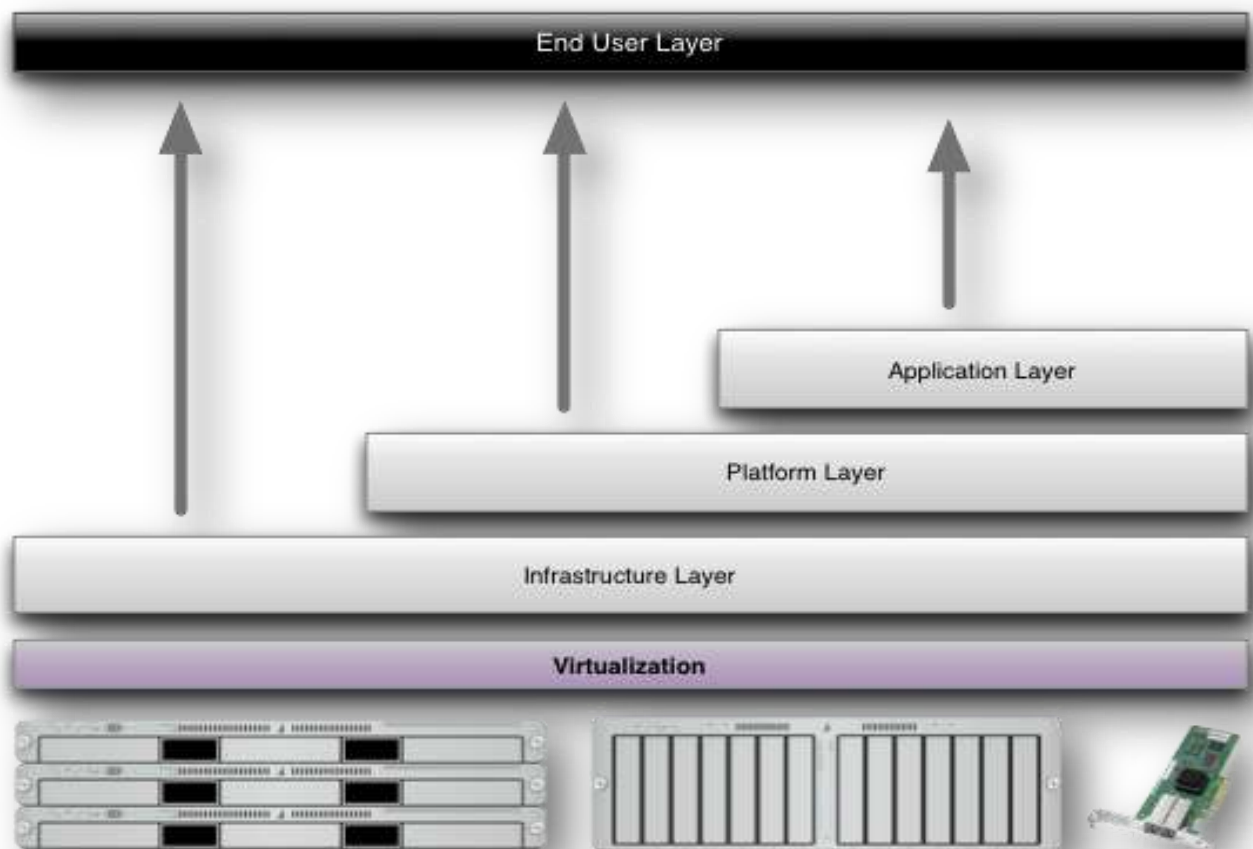 End User Layer
Application Layer
Platform Layer
Infrastructure Layer
Virtualization